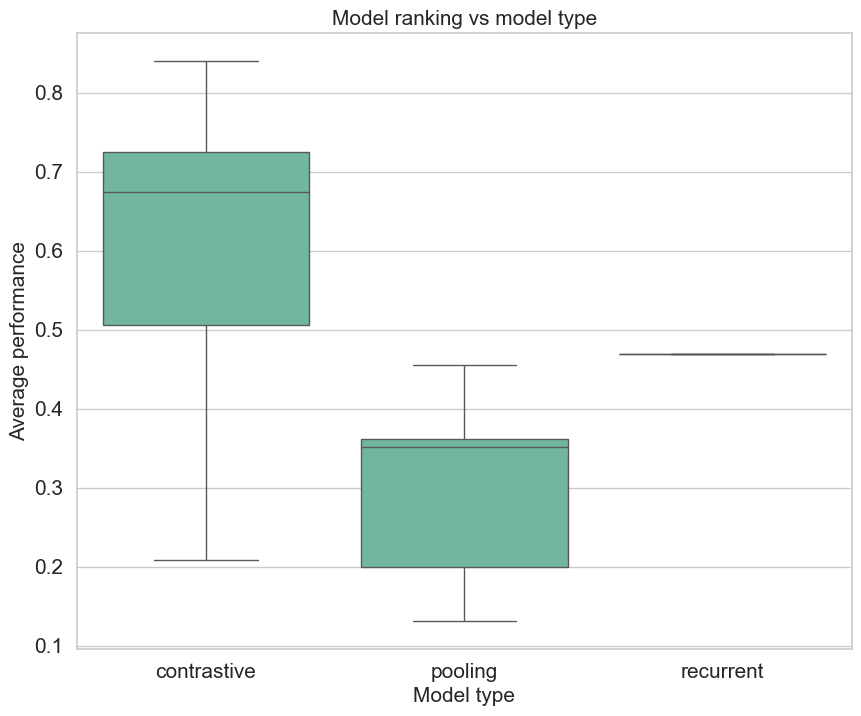 Model ranking vs model type
Average performance
0.8
0.7
0.6
0.5
0.4
0.3
0.2
0.1
contrastive pooling recurrent
Model type